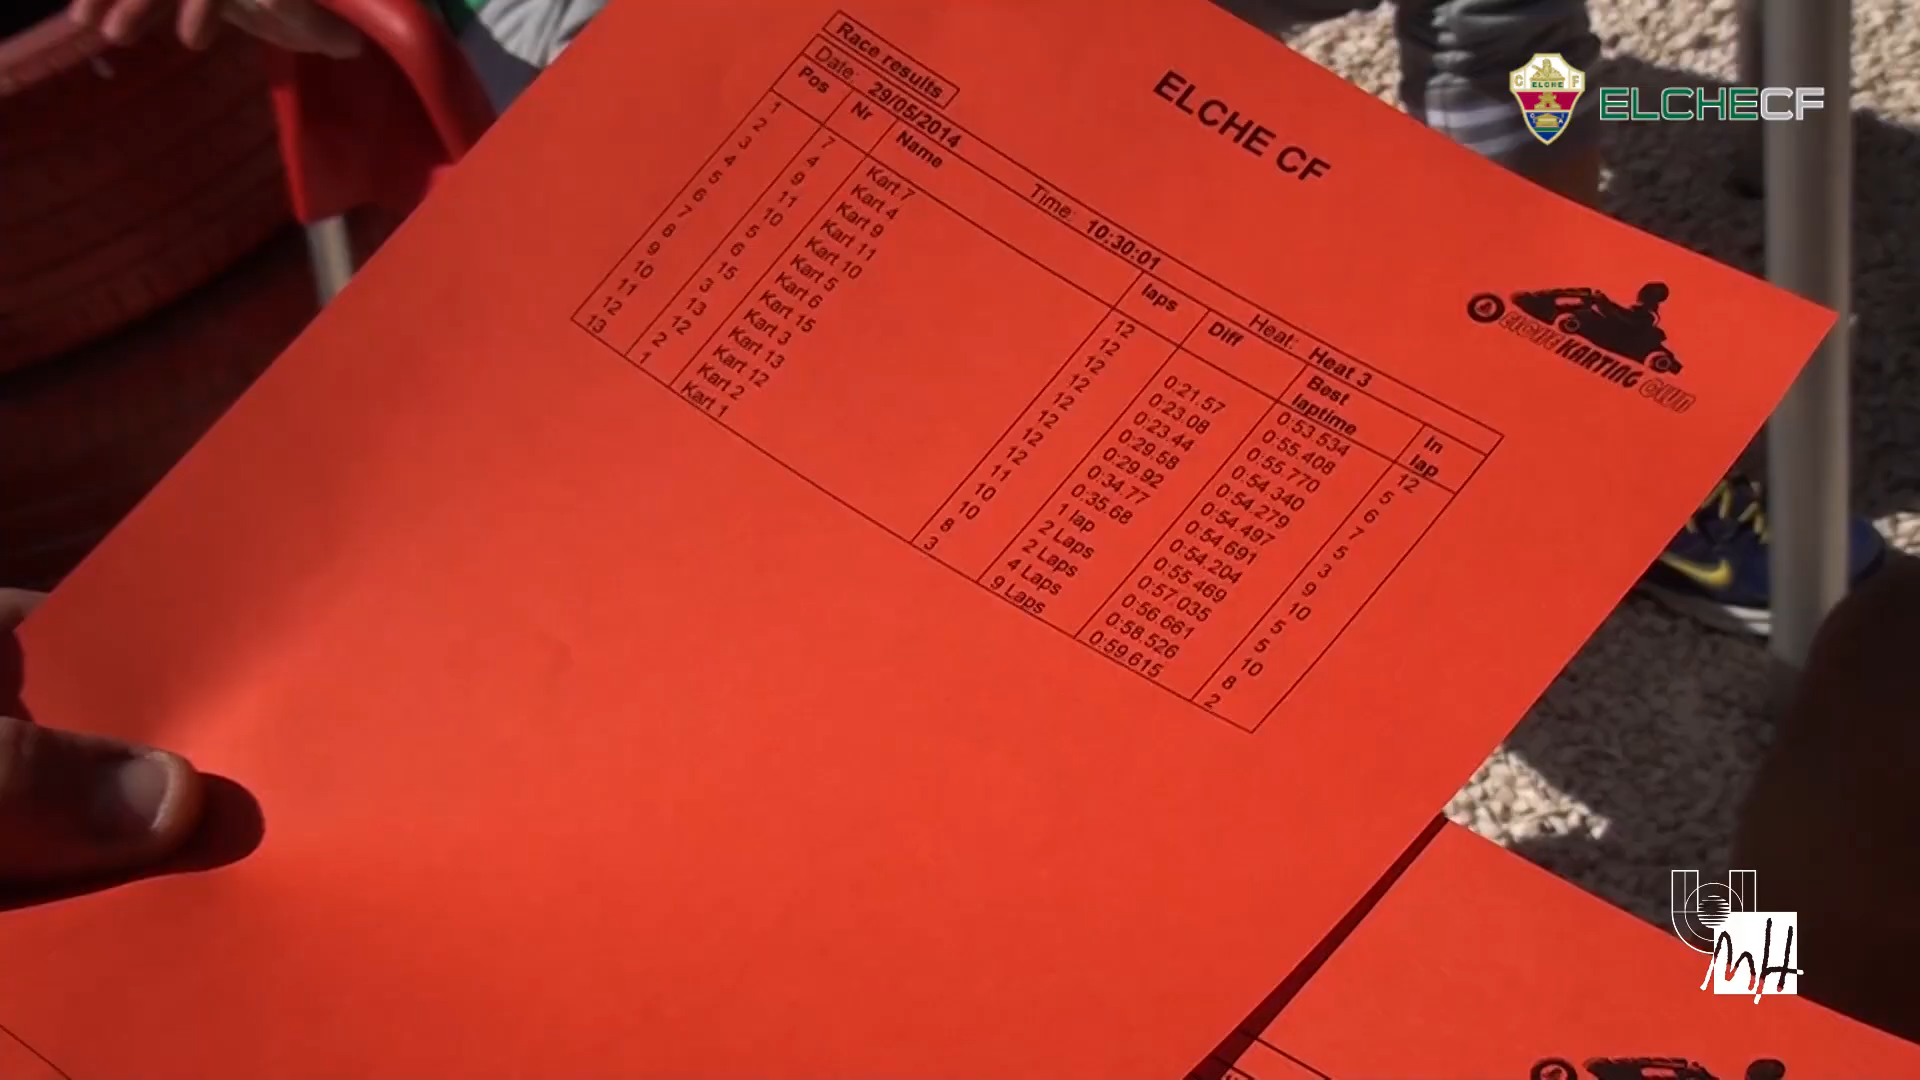 ELCHE CF
ELCHECF
Race results
Date: 29/05/2014 Time: 10:30:01 Heat: Heat 3
Pos Nr Name laps Diff Best laptime In lap
1 7 Kart 7 12 0:53.534 12
2 4 Kart 4 12 0:21.57 0:55.408 5
3 9 Kart 9 12 0:23.08 0:55.770 6
4 11 Kart 11 12 0:23.44 0:54.340 7
5 10 Kart 10 12 0:29.58 0:54.279 5
6 5 Kart 5 12 0:29.92 0:54.497 3
7 6 Kart 6 12 0:34.77 0:54.691 9
8 15 Kart 15 12 0:35.68 0:54.204 10
9 3 Kart 3 11 1 lap 0:55.469 5
10 13 Kart 13 10 2 Laps 0:57.035 5
11 12 Kart 12 10 2 Laps 0:56.661 10
12 2 Kart 2 8 4 Laps 0:58.526 8
13 1 Kart 1 3 9 Laps 0:59.615 2
ELCHE KARTING CLUB
UMH